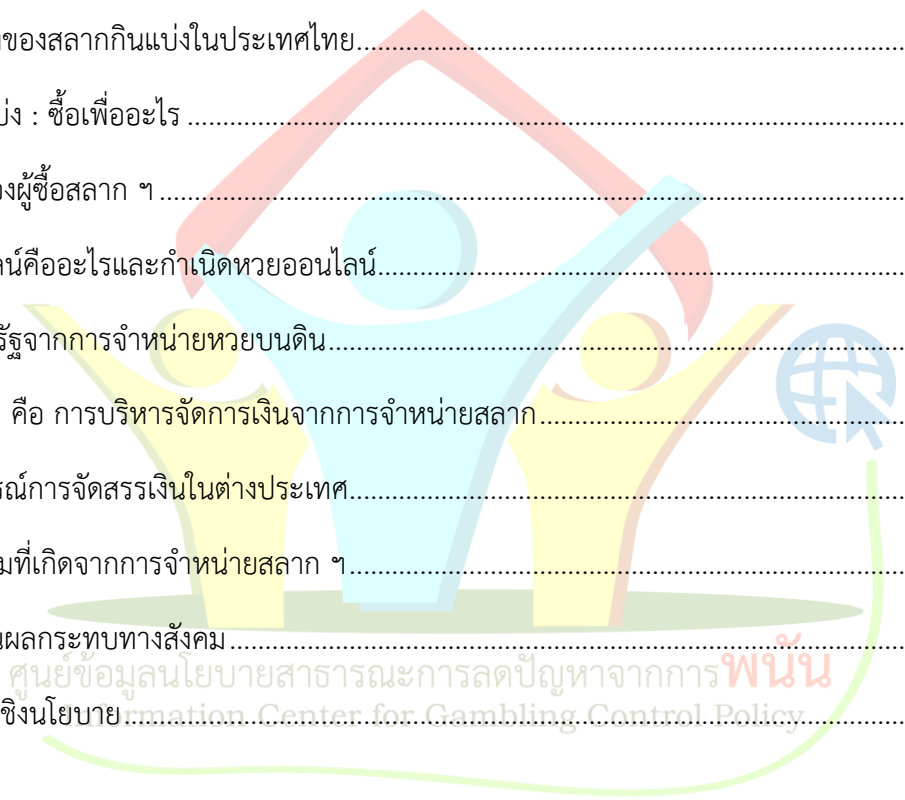 ของสลากกินแบ่งในประเทศไทย
บ่ง : ซื้อเพื่ออะไร
องผู้ซื้อสลาก ฯ
ลน์คืออะไรและกำเนิดหวยออนไลน์
รัฐจากการจำหน่ายหวยบนดิน
คือ การบริหารจัดการเงินจากการจำหน่ายสลาก
รณ์การจัดสรรเงินในต่างประเทศ
มที่เกิดจากการจำหน่ายสลาก ฯ
นผลกระทบทางสังคม
ศูนย์ข้อมูลนโยบายสาธารณะการลดปัญหาจากการพนัน
เชิงนโยบาย
Information Center for Gambling Control Policy